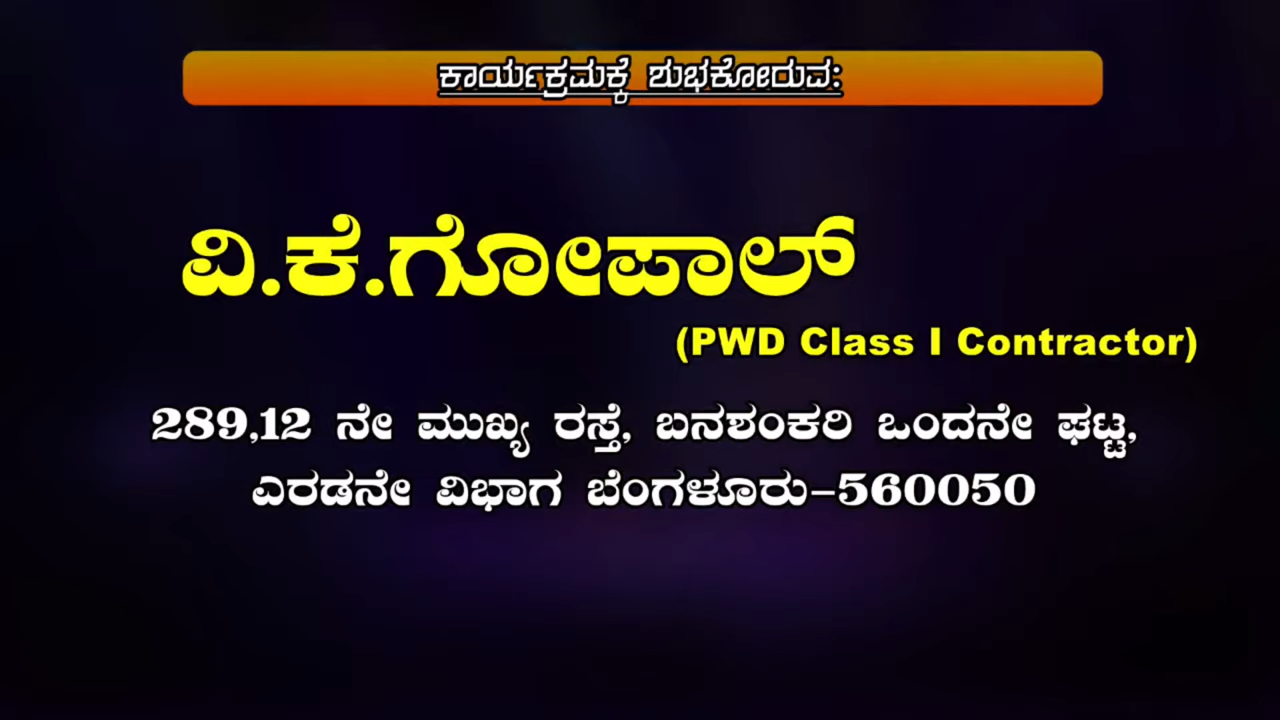 ಕಾರ್ಯಕ್ರಮಕ್ಕೆ ಶುಭಕೋರುವ:
ವಿ.ಕೆ.ಗೋಪಾಲ್
(PWD Class I Contractor)
289,12 ನೇ ಮುಖ್ಯ ರಸ್ತೆ, ಬನಶಂಕರಿ ಒಂದನೇ ಘಟ್ಟ,
ಎರಡನೇ ವಿಭಾಗ ಬೆಂಗಳೂರು-560050